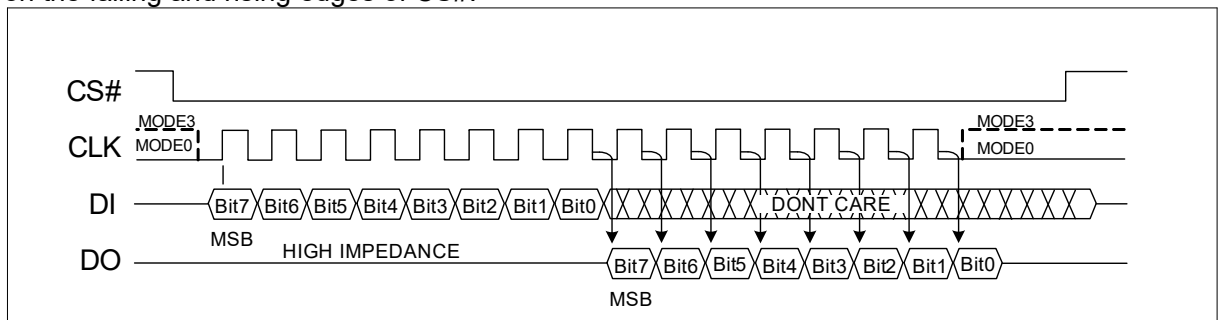 CS#
MODE3 MODE3
CLK MODE0 MODE0
DI Bit7 Bit6 Bit5 Bit4 Bit3 Bit2 Bit1 Bit0 DONT CARE
MSB
DO HIGH IMPEDANCE Bit7 Bit6 Bit5 Bit4 Bit3 Bit2 Bit1 Bit0
MSB